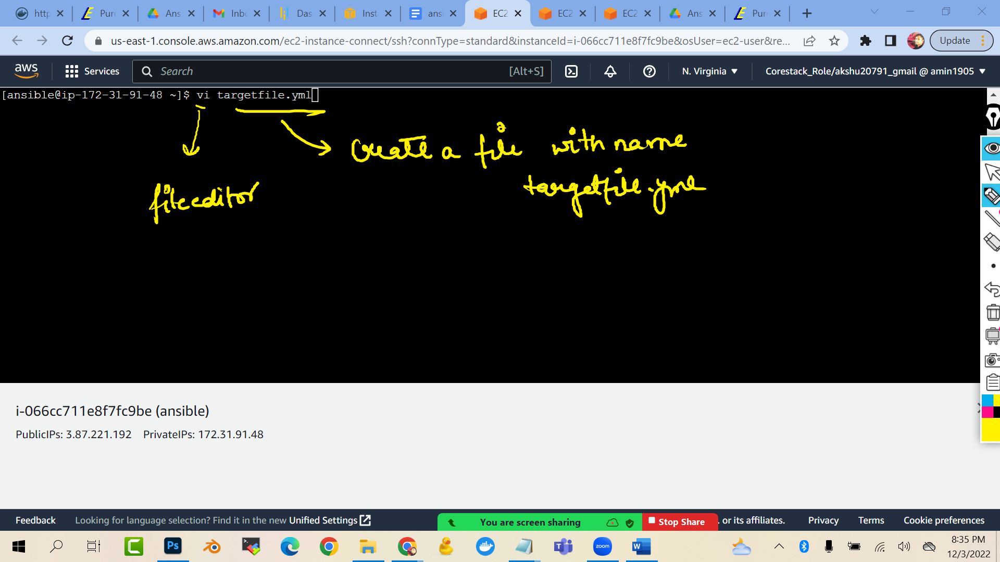 http
Pur
Ans
Inb
Das
Inst
ans
EC2
EC2
EC2
Ans
Pur
us-east-1.console.aws.amazon.com/ec2-instance-connect/ssh?connType=standard&instanceId=i-066cc711e8f7fc9be&osUser=ec2-user&re...
Update
aws
Services
Search
[Alt+S]
N. Virginia
Corestack_Role/akshu20791_gmail @ amin1905
[ansible@ip-172-31-91-48 ~]$ vi targetfile.yml
create a file with name
targetfile.yml
file editor
i-066cc711e8f7fc9be (ansible)
PublicIPs: 3.87.221.192 PrivateIPs: 172.31.91.48
Feedback
Looking for language selection? Find it in the new Unified Settings
You are screen sharing
Stop Share
. or its affiliates.
Privacy
Terms
Cookie preferences
Ps
zoom
W
8:35 PM
12/3/2022